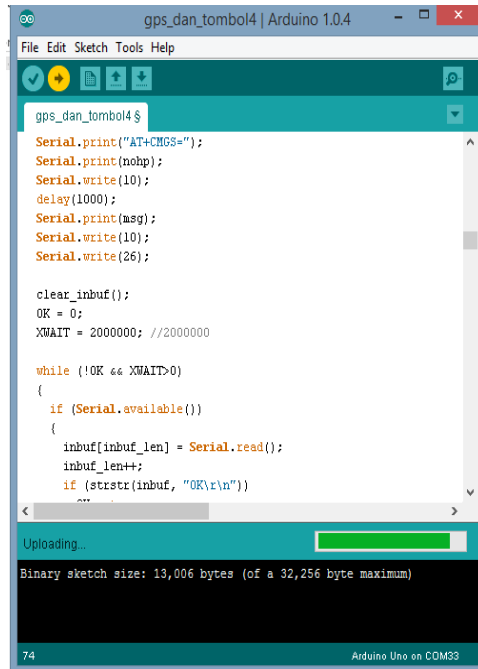 gps_dan_tombol4 | Arduino 1.0.4
File Edit Sketch Tools Help
gps_dan_tombol4 §
Serial.print("AT+CMGS=");
Serial.print(nohp);
Serial.write(10);
delay(1000);
Serial.print(msg);
Serial.write(10);
Serial.write(26);
clear_inbuf();
OK = 0;
XWAIT = 2000000; //2000000
while (!OK && XWAIT>0)
{
if (Serial.available())
{
inbuf[inbuf_len] = Serial.read();
inbuf_len++;
if (strstr(inbuf, "OK\r\n"))
Uploading...
Binary sketch size: 13,006 bytes (of a 32,256 byte maximum)
74 Arduino Uno on COM33